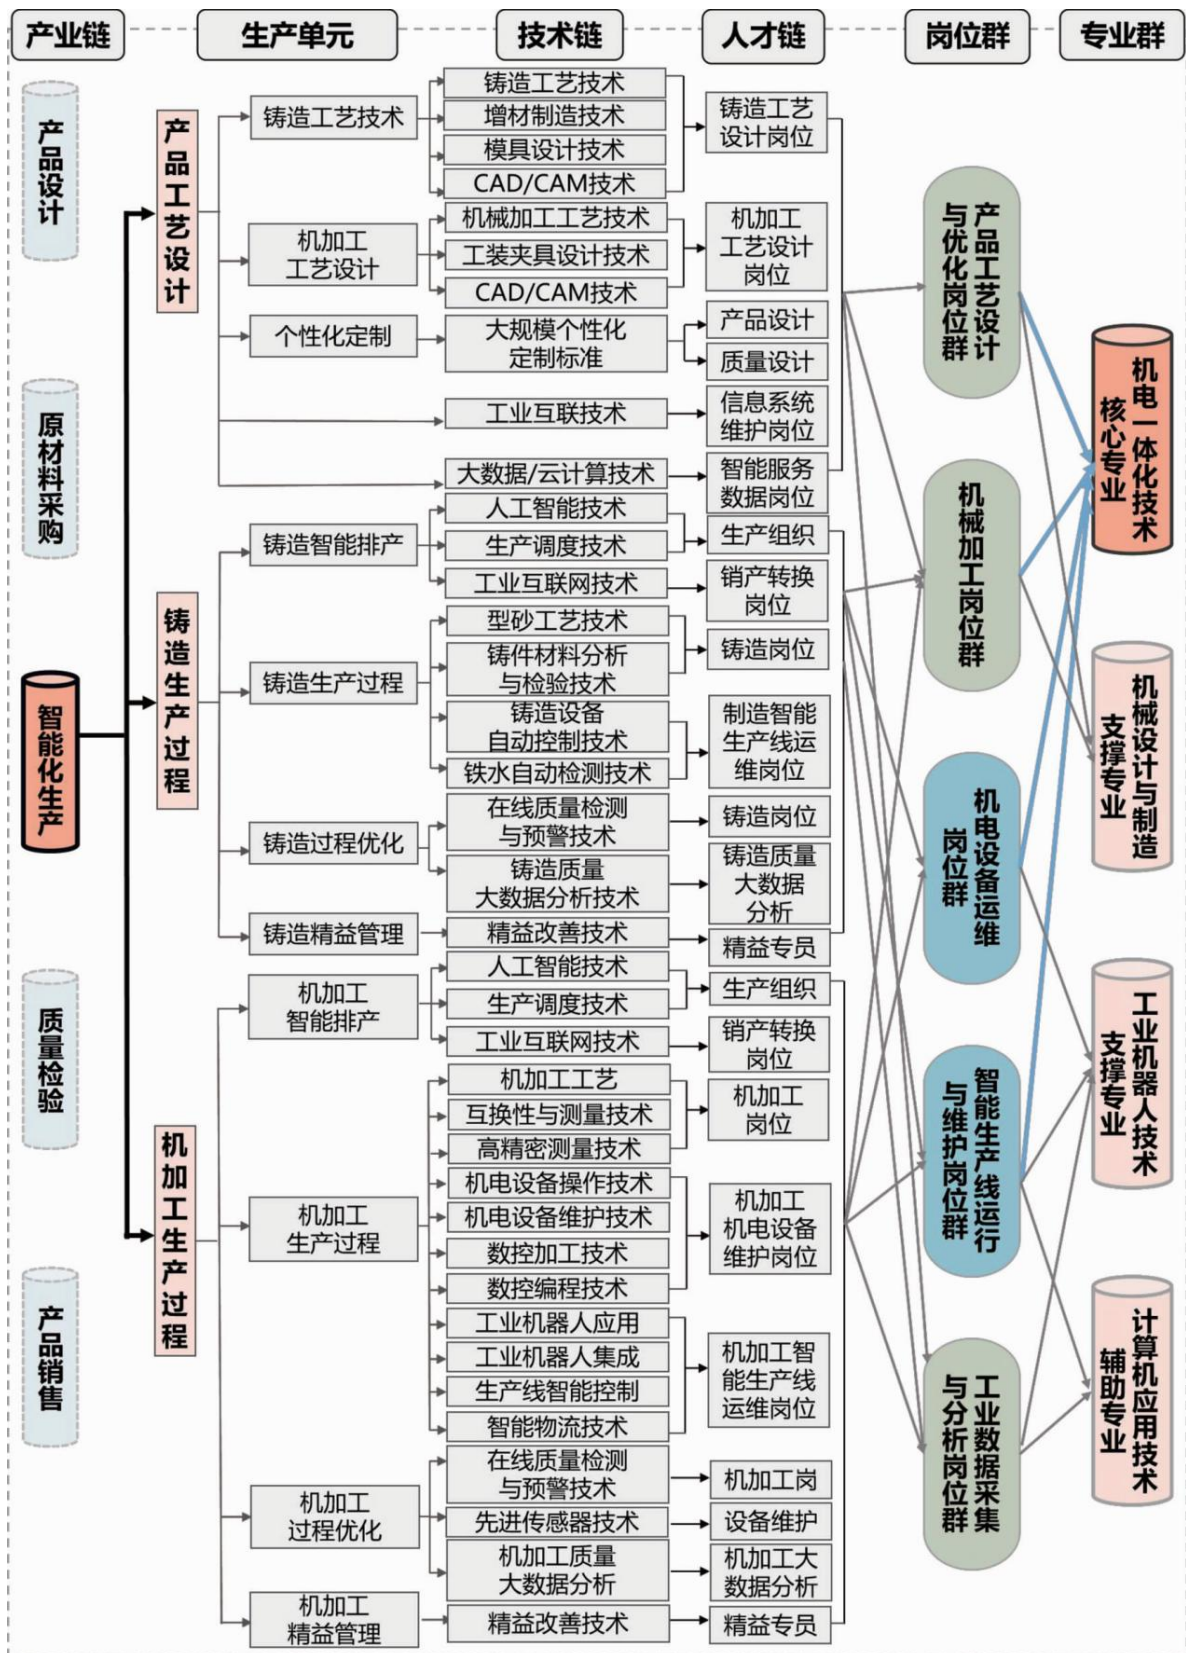 产业链
生产单元
技术链
人才链
岗位群
专业群
产品设计
原材料采购
智能化生产
质量检验
产品销售
产品工艺设计
铸造生产过程
机加工生产过程
铸造工艺技术
机加工
工艺设计
个性化定制
铸造智能排产
铸造生产过程
铸造过程优化
铸造精益管理
机加工
智能排产
机加工
生产过程
机加工
过程优化
机加工
精益管理
铸造工艺技术
增材制造技术
模具设计技术
CAD/CAM技术
机械加工工艺技术
工装夹具设计技术
CAD/CAM技术
大规模个性化
定制标准
工业互联技术
大数据/云计算技术
人工智能技术
生产调度技术
工业互联网技术
型砂工艺技术
铸件材料分析
与检验技术
铸造设备
自动控制技术
铁水自动检测技术
在线质量检测
与预警技术
铸造质量
大数据分析技术
精益改善技术
人工智能技术
生产调度技术
工业互联网技术
机加工工艺
互换性与测量技术
高精密测量技术
机电设备操作技术
机电设备维护技术
数控加工技术
数控编程技术
工业机器人应用
工业机器人集成
生产线智能控制
智能物流技术
在线质量检测
与预警技术
先进传感器技术
机加工质量
大数据分析
精益改善技术
铸造工艺
设计岗位
机加工
工艺设计
岗位
产品设计
质量设计
信息系统
维护岗位
智能服务
数据岗位
生产组织
销产转换
岗位
铸造岗位
制造智能
生产线运
维岗位
铸造岗位
铸造质量
大数据
分析
精益专员
生产组织
销产转换
岗位
机加工
岗位
机加工
机电设备
维护岗位
机加工智
能生产线
运维岗位
机加工岗
设备维护
机加工大
数据分析
精益专员
产品工艺设计
与优化岗位群
机械加工岗位群
机电设备运维
岗位群
智能生产线运行
与维护岗位群
工业数据采集
与分析岗位群
机电一体化技术
核心专业
机械设计与制造
支撑专业
工业机器人技术
支撑专业
计算机应用技术
辅助专业